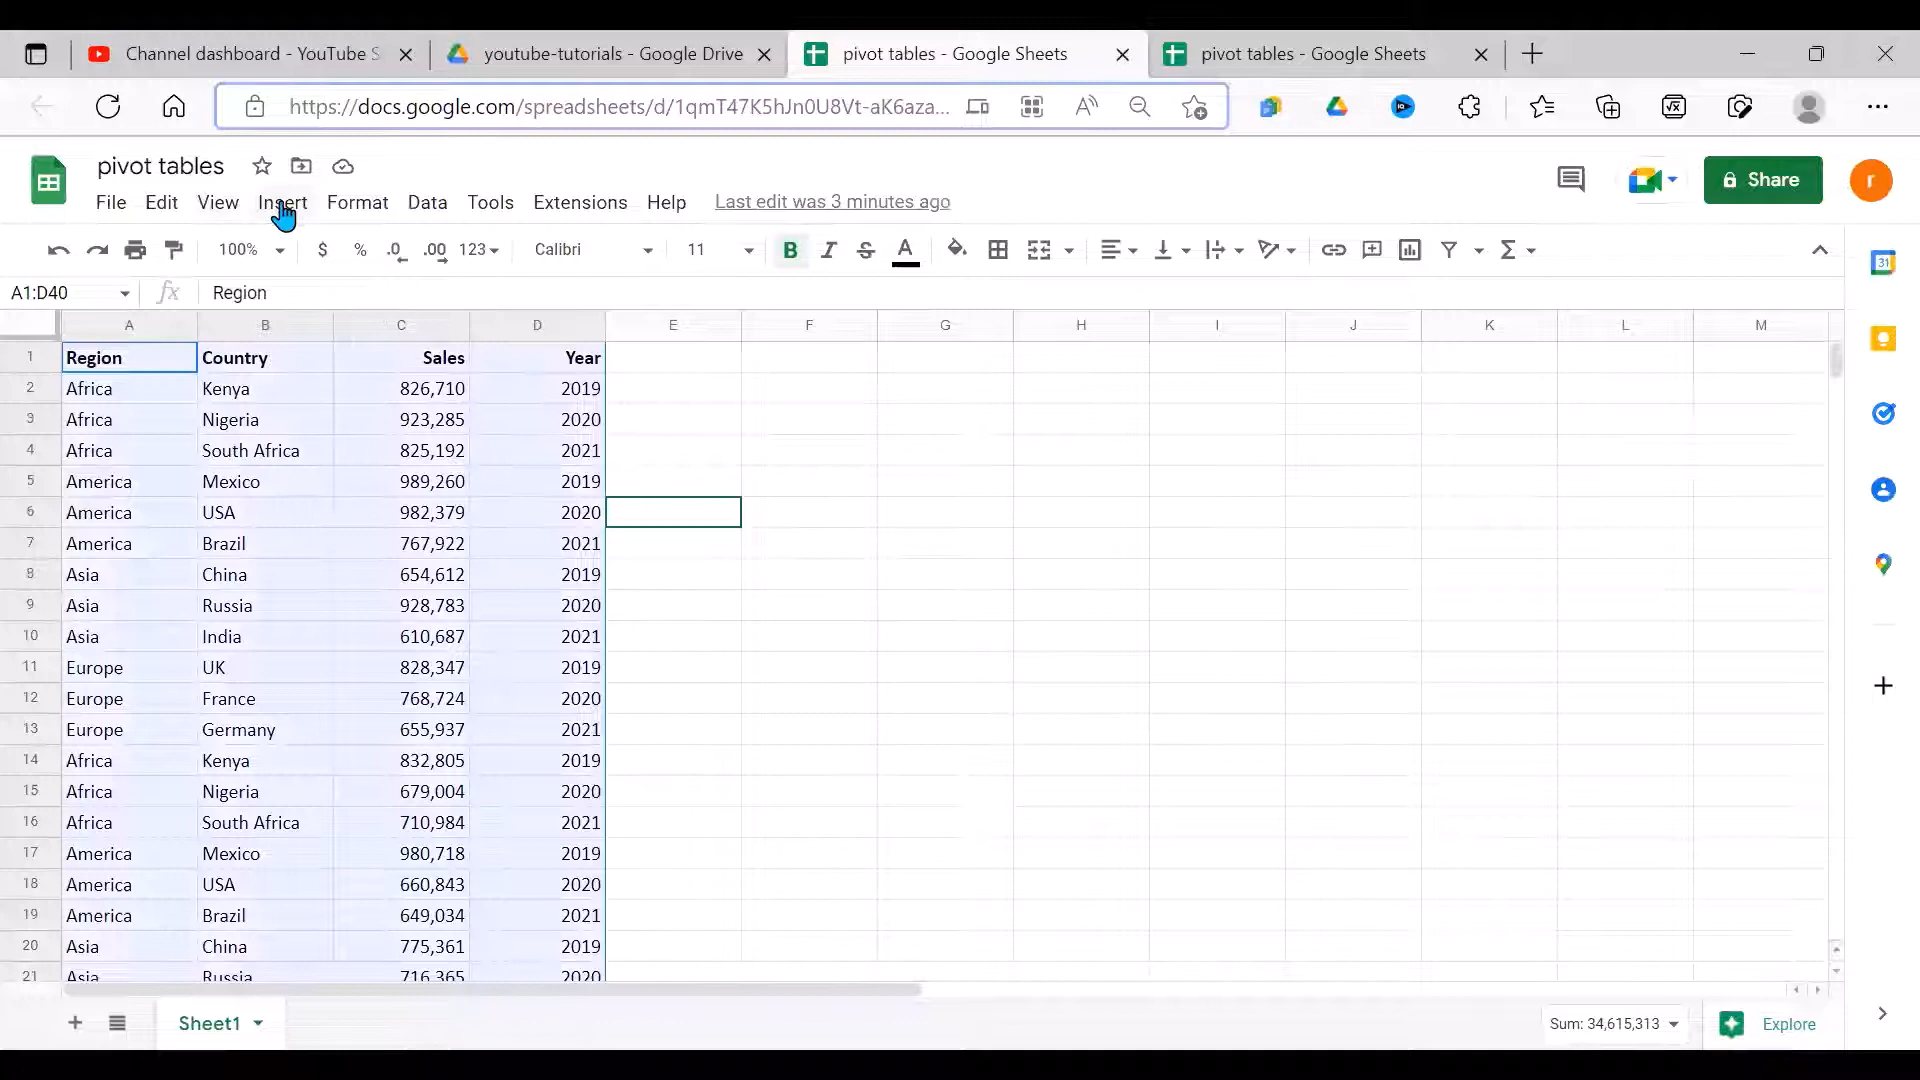 Channel dashboard - YouTube S
youtube-tutorials - Google Drive
pivot tables - Google Sheets
pivot tables - Google Sheets
https://docs.google.com/spreadsheets/d/1qmT47K5hJn0U8Vt-aK6aza...
pivot tables
Share
r
File Edit View Insert Format Data Tools Extensions Help Last edit was 3 minutes ago
100% $ % .0 .00 123 Calibri 11 B I S A
A1:D40 fx Region
A B C D E F G H I J K L M
1 Region Country Sales Year
2 Africa Kenya 826,710 2019
3 Africa Nigeria 923,285 2020
4 Africa South Africa 825,192 2021
5 America Mexico 989,260 2019
6 America USA 982,379 2020
7 America Brazil 767,922 2021
8 Asia China 654,612 2019
9 Asia Russia 928,783 2020
10 Asia India 610,687 2021
11 Europe UK 828,347 2019
12 Europe France 768,724 2020
13 Europe Germany 655,937 2021
14 Africa Kenya 832,805 2019
15 Africa Nigeria 679,004 2020
16 Africa South Africa 710,984 2021
17 America Mexico 980,718 2019
18 America USA 660,843 2020
19 America Brazil 649,034 2021
20 Asia China 775,361 2019
21 Asia Russia 716,365 2020
Sheet1 Sum: 34,615,313 Explore